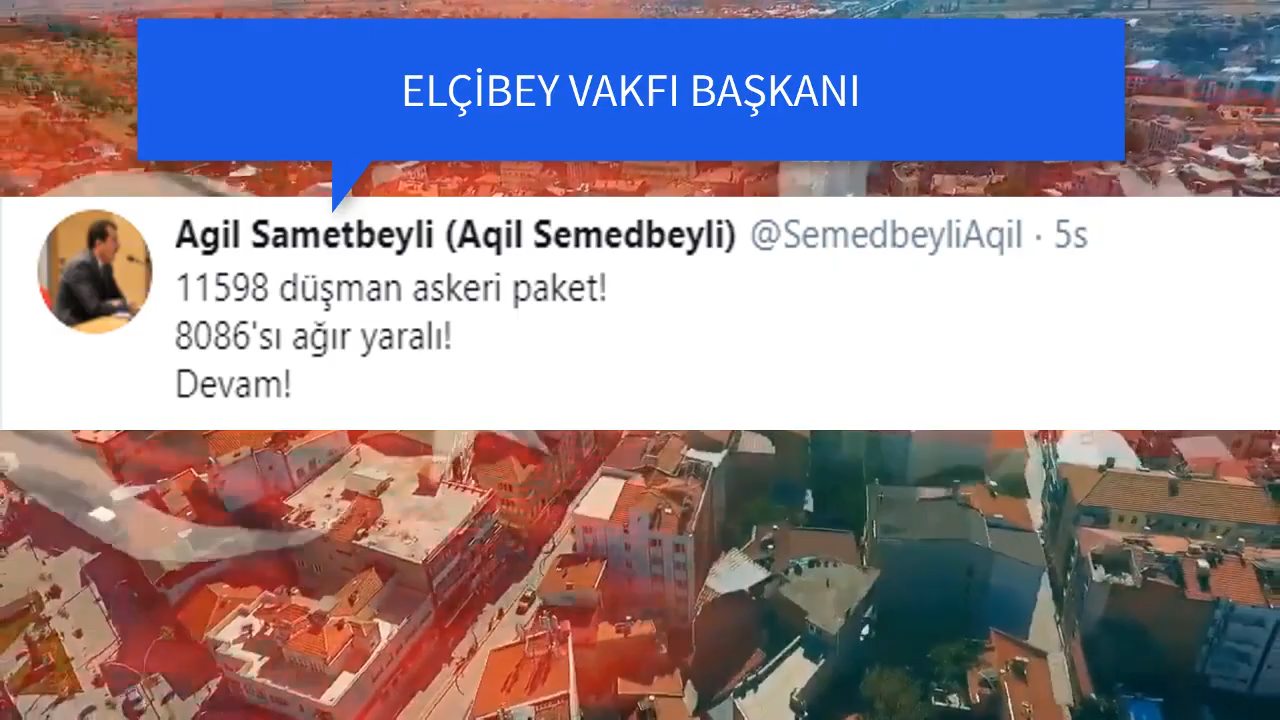 ELÇİBEY VAKFI BAŞKANI
Agil Sametbeyli (Aqil Semedbeyli) @SemedbeyliAqil · 5s
11598 düşman askeri paket!
8086'sı ağır yaralı!
Devam!